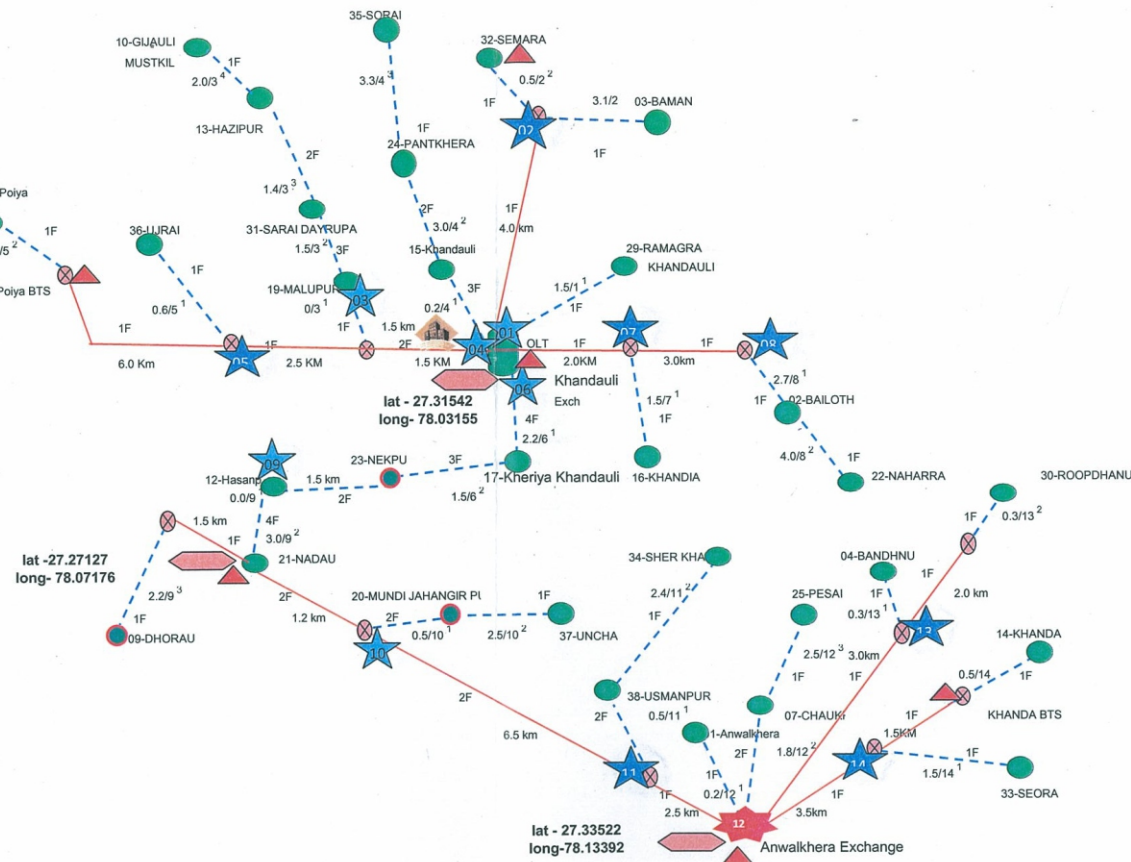 35-SORAI
10-GIJAULI
MUSTKIL
1F
2.0/3 4
32-SEMARA
0.5/2 2
3.3/4 3
1F
3.1/2
03-BAMAN
02
1F
13-HAZIPUR
1F
24-PANTKHERA
2F
1.4/3 3
Poiya
1F
/5 2
36-UJRAI
31-SARAI DAYRUPA
1.5/3 2
3F
2F
3.0/4 2
1F
4.0 km
15-Khandauli
29-RAMAGRA
KHANDAULI
1F
Poiya BTS
0.6/5 1
19-MALUPUR
03
0/3 1
3F
0.2/4 1
1.5/1 1
1F
1F
6.0 Km
05
1F
2.5 KM
1F
1.5 km
2F
1.5 KM
01
04
OLT
06
1F
2.0KM
07
1F
3.0km
08
Khandauli
Exch
lat - 27.31542
long- 78.03155
4F
2.2/6 1
1.5/7 1
1F
2.7/8 1
1F
02-BAILOTH
4.0/8 2
1F
09
12-Hasanp
0.0/9
1.5 km
2F
23-NEKPU
3F
1.5/6 2
17-Kheriya Khandauli
16-KHANDIA
22-NAHARRA
30-ROOPDHANU
0.3/13 2
1F
1.5 km
4F
3.0/9 2
1F
21-NADAU
lat -27.27127
long- 78.07176
2.2/9 3
1F
09-DHORAU
2F
1.2 km
20-MUNDI JAHANGIR PU
2F
0.5/10 1
2.5/10 2
1F
37-UNCHA
10
34-SHER KHA
2.4/11 2
1F
04-BANDHNU
1F
0.3/13 1
1F
2.0 km
25-PESAI
2.5/12 3
1F
3.0km
1F
13
14-KHANDA
0.5/14
1F
2F
6.5 km
38-USMANPUR
2F
0.5/11 1
1-Anwalkhera
07-CHAUK
2F
1.8/12 2
1F
1.5KM
KHANDA BTS
1F
1.5/14 1
33-SEORA
11
1F
2.5 km
1F
0.2/12 1
12
14
1F
3.5km
lat - 27.33522
long-78.13392
Anwalkhera Exchange